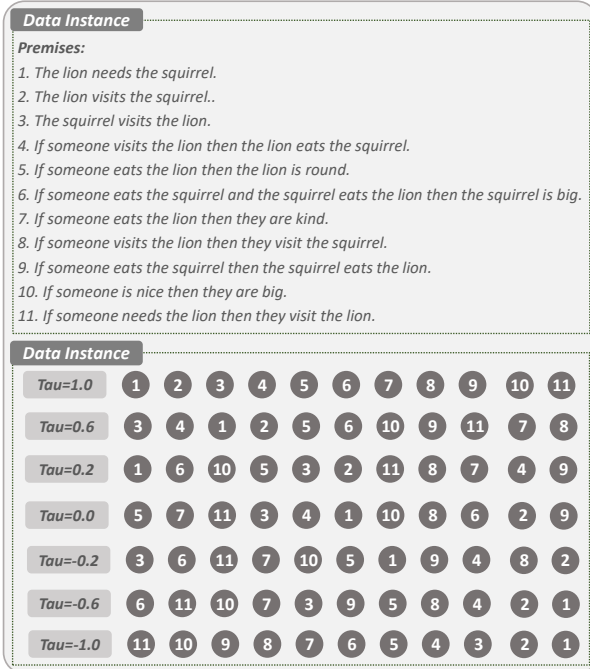 Data Instance
Premises:
1. The lion needs the squirrel.
2. The lion visits the squirrel..
3. The squirrel visits the lion.
4. If someone visits the lion then the lion eats the squirrel.
5. If someone eats the lion then the lion is round.
6. If someone eats the squirrel and the squirrel eats the lion then the squirrel is big.
7. If someone eats the lion then they are kind.
8. If someone visits the lion then they visit the squirrel.
9. If someone eats the squirrel then the squirrel eats the lion.
10. If someone is nice then they are big.
11. If someone needs the lion then they visit the lion.
Data Instance
Tau=1.0 1 2 3 4 5 6 7 8 9 10 11
Tau=0.6 3 4 1 2 5 6 10 9 11 7 8
Tau=0.2 1 6 10 5 3 2 11 8 7 4 9
Tau=0.0 5 7 11 3 4 1 10 8 6 2 9
Tau=-0.2 3 6 11 7 10 5 1 9 4 8 2
Tau=-0.6 6 11 10 7 3 9 5 8 4 2 1
Tau=-1.0 11 10 9 8 7 6 5 4 3 2 1